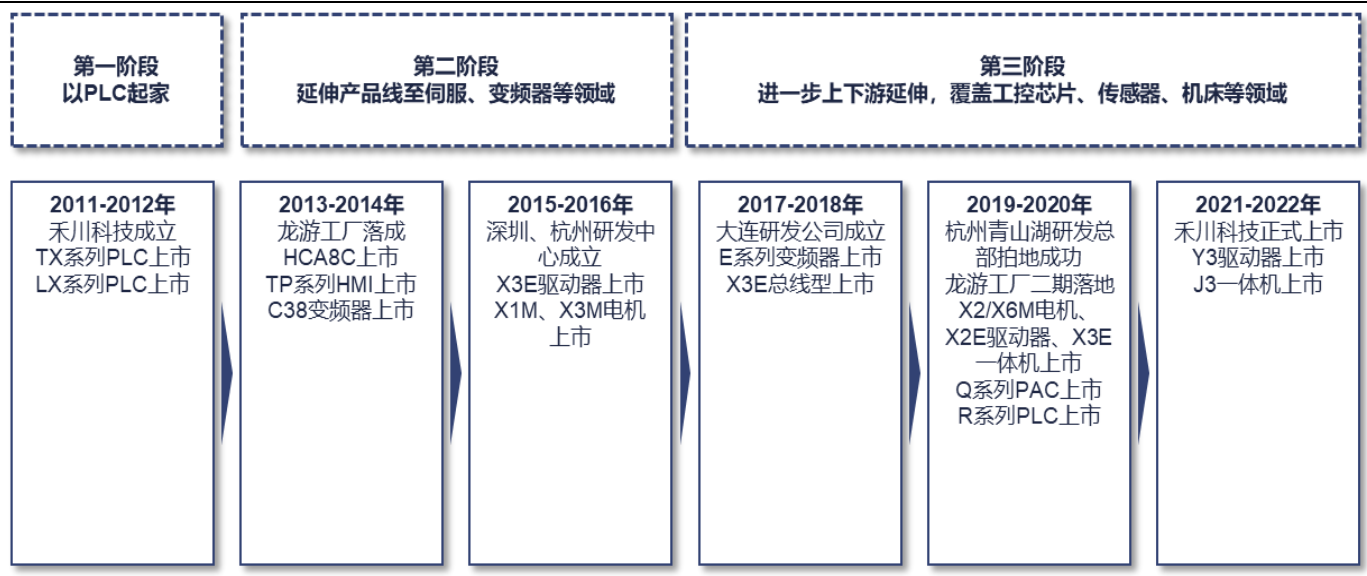 第一阶段
以PLC起家
第二阶段
延伸产品线至伺服、变频器等领域
第三阶段
进一步上下游延伸，覆盖工控芯片、传感器、机床等领域
2011-2012年
禾川科技成立
TX系列PLC上市
LX系列PLC上市
2013-2014年
龙游工厂落成
HCA8C上市
TP系列HMI上市
C38变频器上市
2015-2016年
深圳、杭州研发中
心成立
X3E驱动器上市
X1M、X3M电机
上市
2017-2018年
大连研发公司成立
E系列变频器上市
X3E总线型上市
2019-2020年
杭州青山湖研发总
部拍地成功
龙游工厂二期落地
X2/X6M电机、
X2E驱动器、X3E
一体机上市
Q系列PAC上市
R系列PLC上市
2021-2022年
禾川科技正式上市
Y3驱动器上市
J3一体机上市